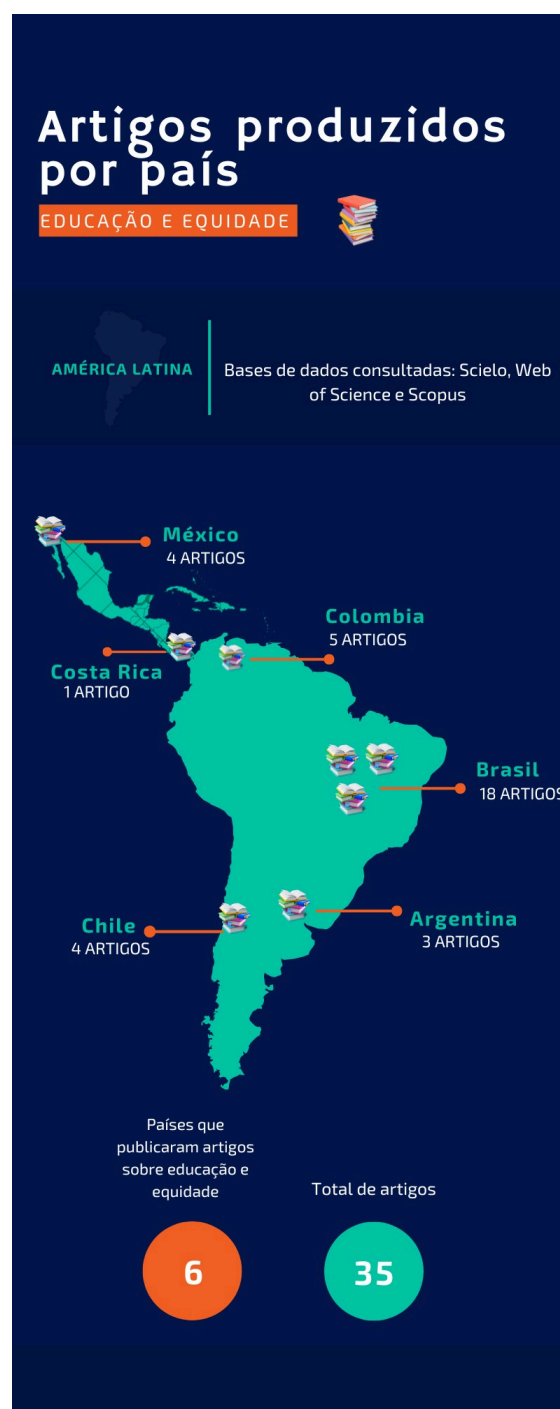 Artigos produzidos
por país
EDUCAÇÃO E EQUIDADE
AMÉRICA LATINA
Bases de dados consultadas: Scielo, Web
of Science e Scopus
México
4 ARTIGOS
Colombia
5 ARTIGOS
Costa Rica
1 ARTIGO
Brasil
18 ARTIGOS
Chile
4 ARTIGOS
Argentina
3 ARTIGOS
Países que
publicaram artigos
sobre educação e
equidade
6
Total de artigos
35